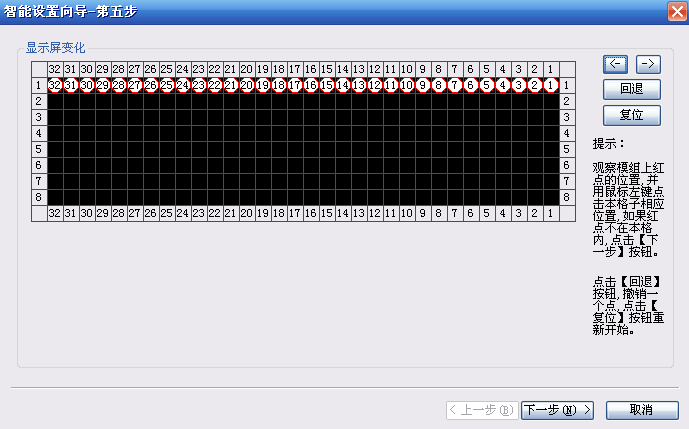 智能设置向导-第五步
显示屏变化
32 31 30 29 28 27 26 25 24 23 22 21 20 19 18 17 16 15 14 13 12 11 10 9 8 7 6 5 4 3 2 1
1 32 31 30 29 28 27 26 25 24 23 22 21 20 19 18 17 16 15 14 13 12 11 10 9 8 7 6 5 4 3 2 1 1
2 2
3 3
4 4
5 5
6 6
7 7
8 8
32 31 30 29 28 27 26 25 24 23 22 21 20 19 18 17 16 15 14 13 12 11 10 9 8 7 6 5 4 3 2 1
<- ->
回退
复位
提示：
观察模组上红
点的位置,并
用鼠标左键点
击本格子相应
位置,如果红
点不在本格
内,点击【下
一步】按钮。
点击【回退】
按钮,撤销一
个点,点击【
复位】按钮重
新开始。
< 上一步(B) 下一步(N) > 取消